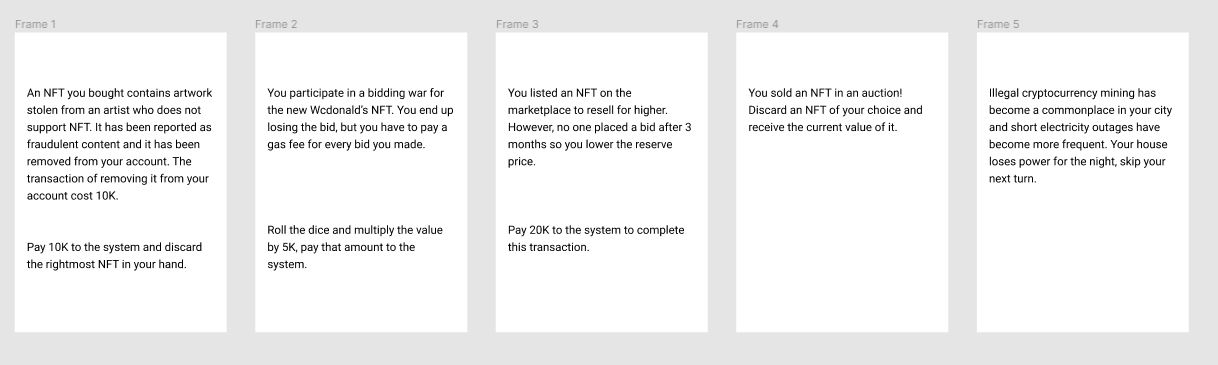 Frame 1
An NFT you bought contains artwork
stolen from an artist who does not
support NFT. It has been reported as
fraudulent content and it has been
removed from your account. The
transaction of removing it from your
account cost 10K.
Pay 10K to the system and discard
the rightmost NFT in your hand.
Frame 2
You participate in a bidding war for
the new Wcdonald's NFT. You end up
losing the bid, but you have to pay a
gas fee for every bid you made.
Roll the dice and multiply the value
by 5K, pay that amount to the
system.
Frame 3
You listed an NFT on the
marketplace to resell for higher.
However, no one placed a bid after 3
months so you lower the reserve
price.
Pay 20K to the system to complete
this transaction.
Frame 4
You sold an NFT in an auction!
Discard an NFT of your choice and
receive the current value of it.
Frame 5
Illegal cryptocurrency mining has
become a commonplace in your city
and short electricity outages have
become more frequent. Your house
loses power for the night, skip your
next turn.